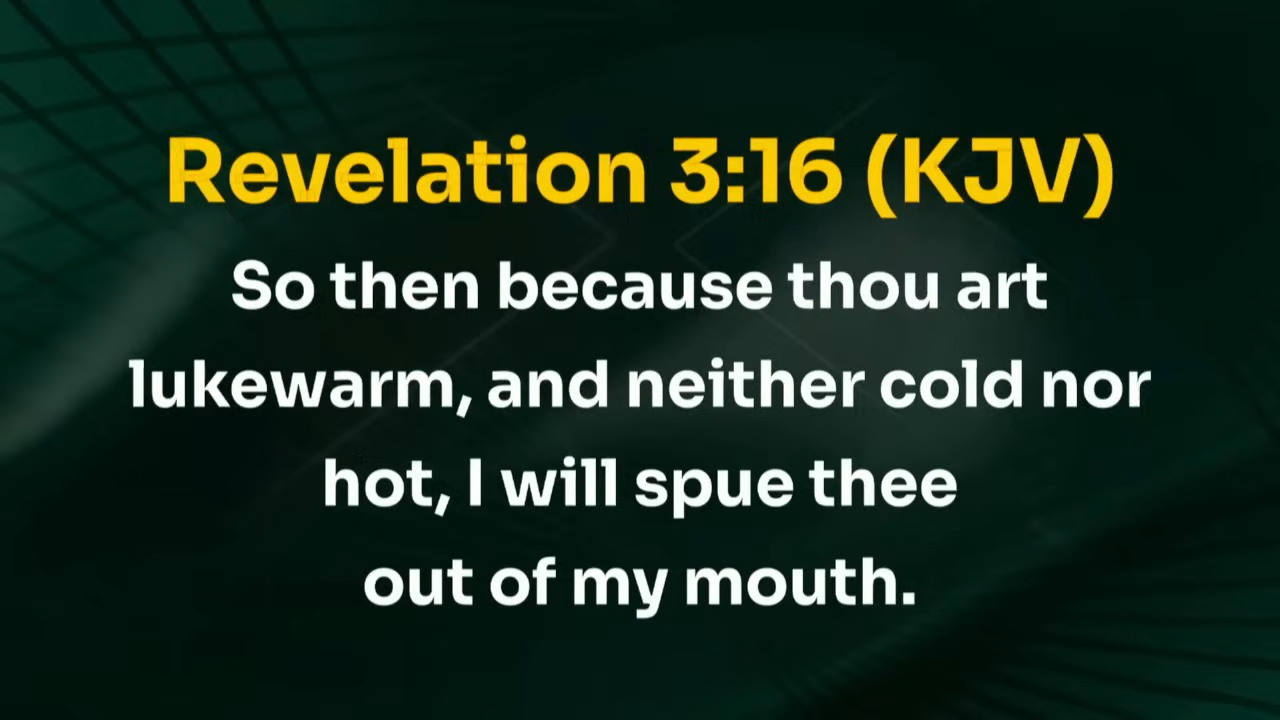 Revelation 3:16 (KJV)
So then because thou art
lukewarm, and neither cold nor
hot, I will spue thee
out of my mouth.